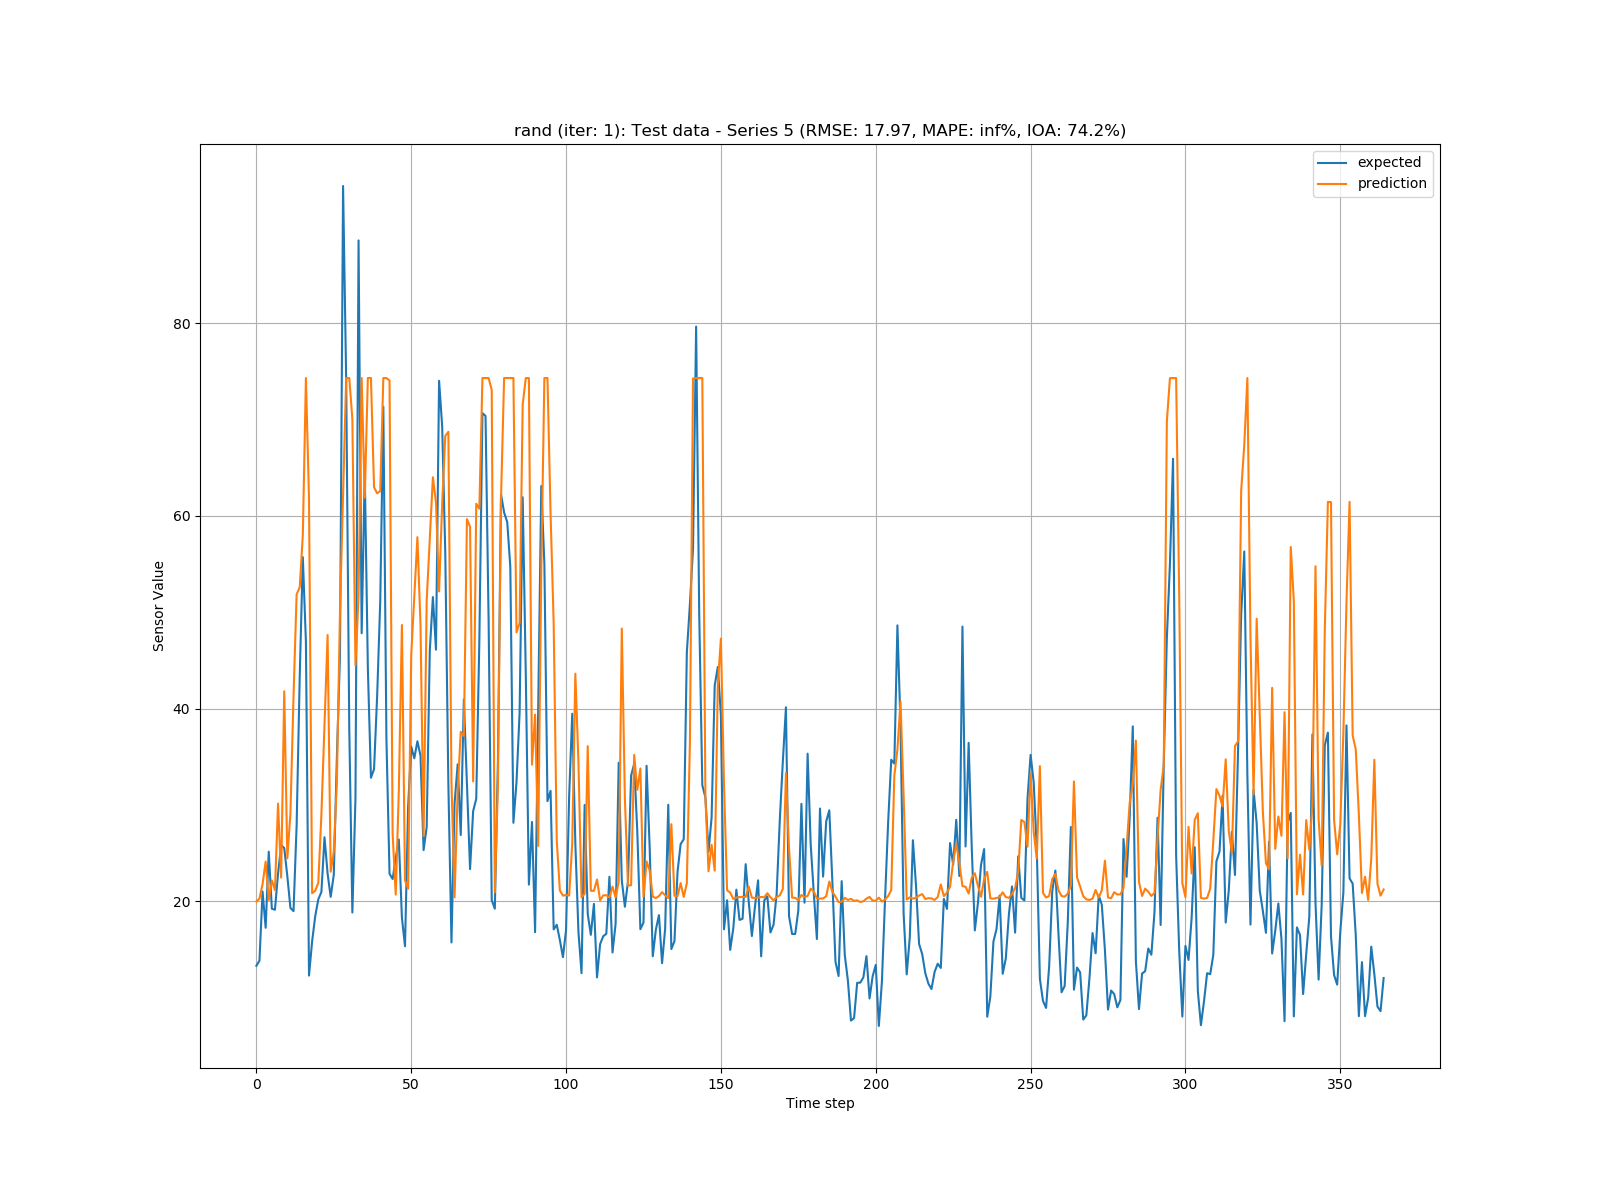 rand (iter: 1): Test data - Series 5 (RMSE: 17.97, MAPE: inf%, IOA: 74.2%)
expected
prediction
Sensor Value
80
60
40
20
0 50 100 150 200 250 300 350
Time step